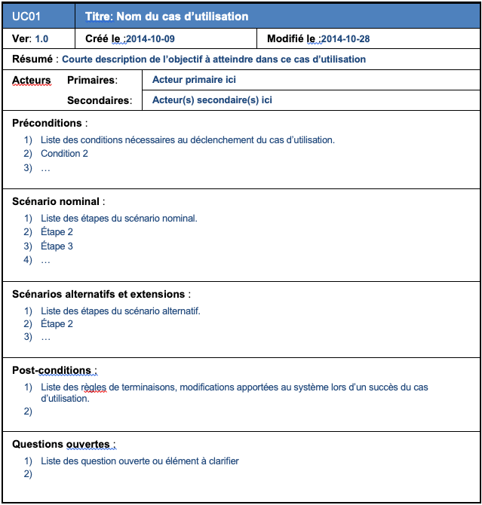 UC01 Titre: Nom du cas d'utilisation
Ver: 1.0 Créé le :2014-10-09 Modifié le :2014-10-28
Résumé : Courte description de l'objectif à atteindre dans ce cas d'utilisation
Acteurs Primaires: Acteur primaire ici
Secondaires: Acteur(s) secondaire(s) ici
Préconditions :
1) Liste des conditions nécessaires au déclenchement du cas d'utilisation.
2) Condition 2
3) …
Scénario nominal :
1) Liste des étapes du scénario nominal.
2) Étape 2
3) Étape 3
4) …
Scénarios alternatifs et extensions :
1) Liste des étapes du scénario alternatif.
2) Étape 2
3) …
Post-conditions :
1) Liste des règles de terminaisons, modifications apportées au système lors d'un succès du cas
d'utilisation.
2)
Questions ouvertes :
1) Liste des question ouverte ou élément à clarifier
2)